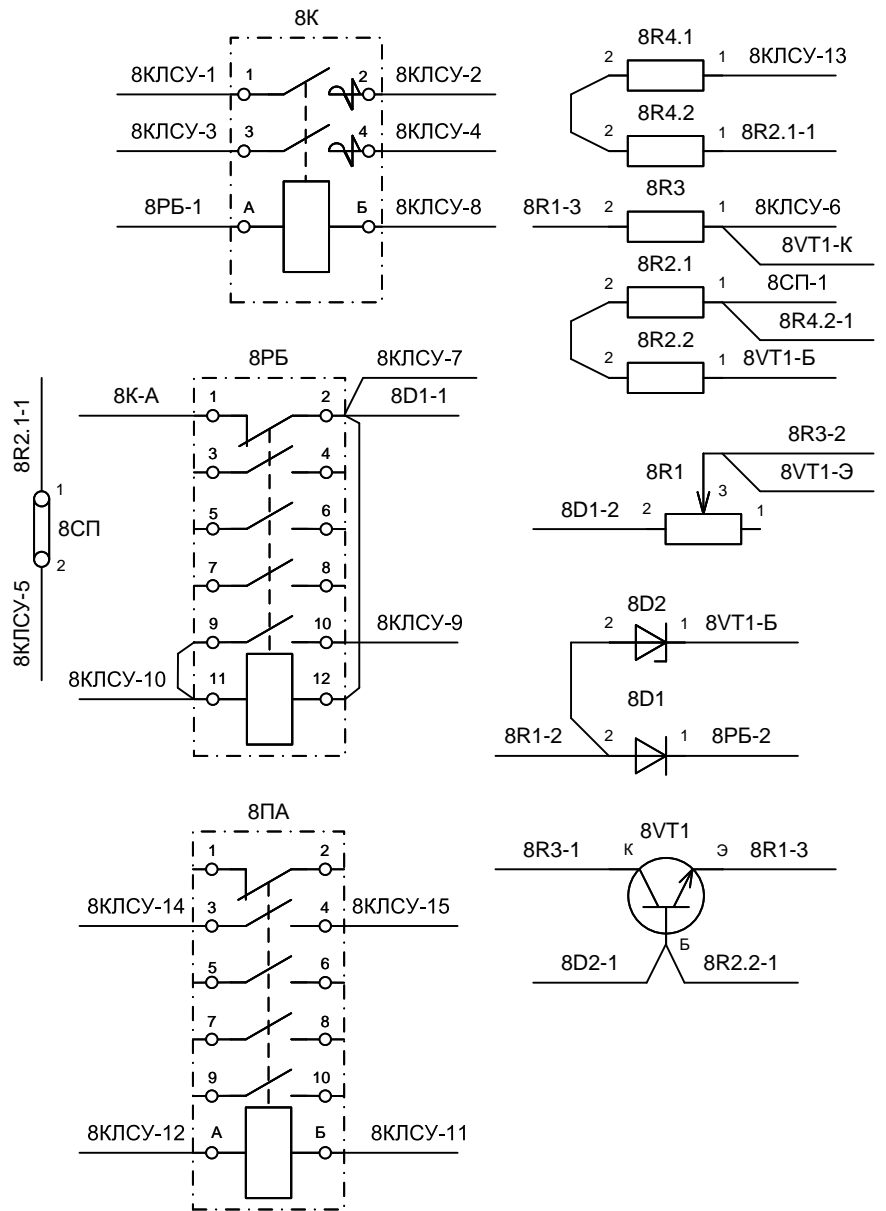 8К
8КЛСУ-1 1 2 8КЛСУ-2
8КЛСУ-3 3 4 8КЛСУ-4
8РБ-1 А Б 8КЛСУ-8
8R4.1
2 1 8КЛСУ-13
8R4.2
2 1 8R2.1-1
8R3
8R1-3 2 1 8КЛСУ-6
8VT1-К
8R2.1
2 1 8СП-1
8R4.2-1
8R2.2
2 1 8VT1-Б
8R2.1-1
1
8СП
2
8КЛСУ-5
8РБ
8КЛСУ-7
8К-А 1 2 8D1-1
3 4
5 6
7 8
9 10 8КЛСУ-9
8КЛСУ-10 11 12
8R3-2
8R1
8VT1-Э
3
8D1-2 2 1
8D2
2 1 8VT1-Б
8D1
8R1-2 2 1 8РБ-2
8ПА
1 2
8КЛСУ-14 3 4 8КЛСУ-15
5 6
7 8
9 10
8КЛСУ-12 А Б 8КЛСУ-11
8VT1
8R3-1 К Э 8R1-3
Б
8D2-1 8R2.2-1